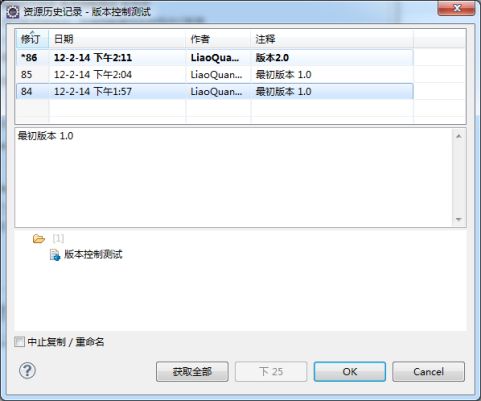 资源历史记录 - 版本控制测试
修订 日期 作者 注释
*86 12-2-14 下午2:11 LiaoQuan... 版本2.0
85 12-2-14 下午2:04 LiaoQuan... 最初版本 1.0
84 12-2-14 下午1:57 LiaoQuan... 最初版本 1.0
最初版本 1.0
[1]
版本控制测试
中止复制 / 重命名
获取全部 下 25 OK Cancel